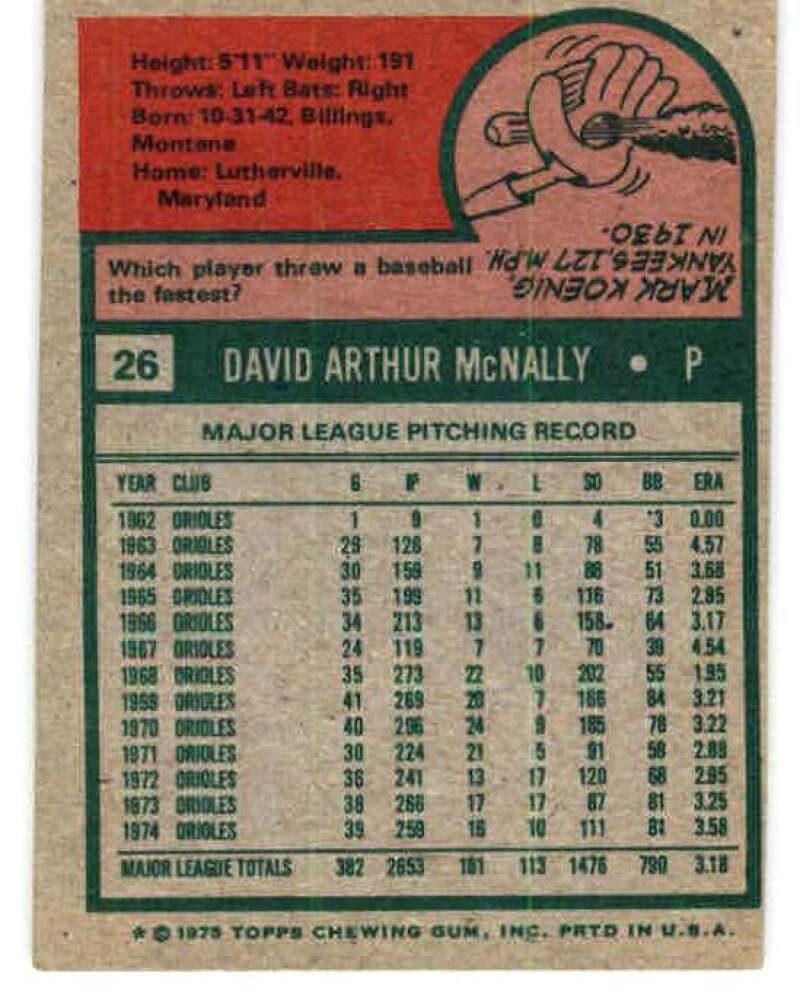 Height: 5'11" Weight: 191
Throws: Left Bats: Right
Born: 10-31-42, Billings,
Montana
Home: Lutherville,
Maryland
Which player threw a baseball
the fastest?
MARK KOENIG,
YANKEES, 127 M.P.H.
IN 1930.
26 DAVID ARTHUR McNALLY • P
MAJOR LEAGUE PITCHING RECORD
YEAR CLUB G IP W L SO BB ERA
1962 ORIOLES 1 9 1 0 4 3 0.00
1963 ORIOLES 29 126 7 8 78 55 4.57
1964 ORIOLES 30 159 9 11 88 51 3.68
1965 ORIOLES 35 199 11 6 116 73 2.85
1966 ORIOLES 34 213 13 6 158 64 3.17
1967 ORIOLES 24 119 7 7 70 39 4.54
1968 ORIOLES 35 273 22 10 202 55 1.95
1969 ORIOLES 41 269 20 7 166 84 3.21
1970 ORIOLES 40 296 24 9 185 78 3.22
1971 ORIOLES 30 224 21 5 91 58 2.89
1972 ORIOLES 36 241 13 17 120 68 2.95
1973 ORIOLES 38 266 17 17 87 81 3.25
1974 ORIOLES 39 259 16 10 111 81 3.58
MAJOR LEAGUE TOTALS 382 2653 181 113 1476 790 3.18
* © 1975 TOPPS CHEWING GUM, INC. PRTD IN U.S.A.